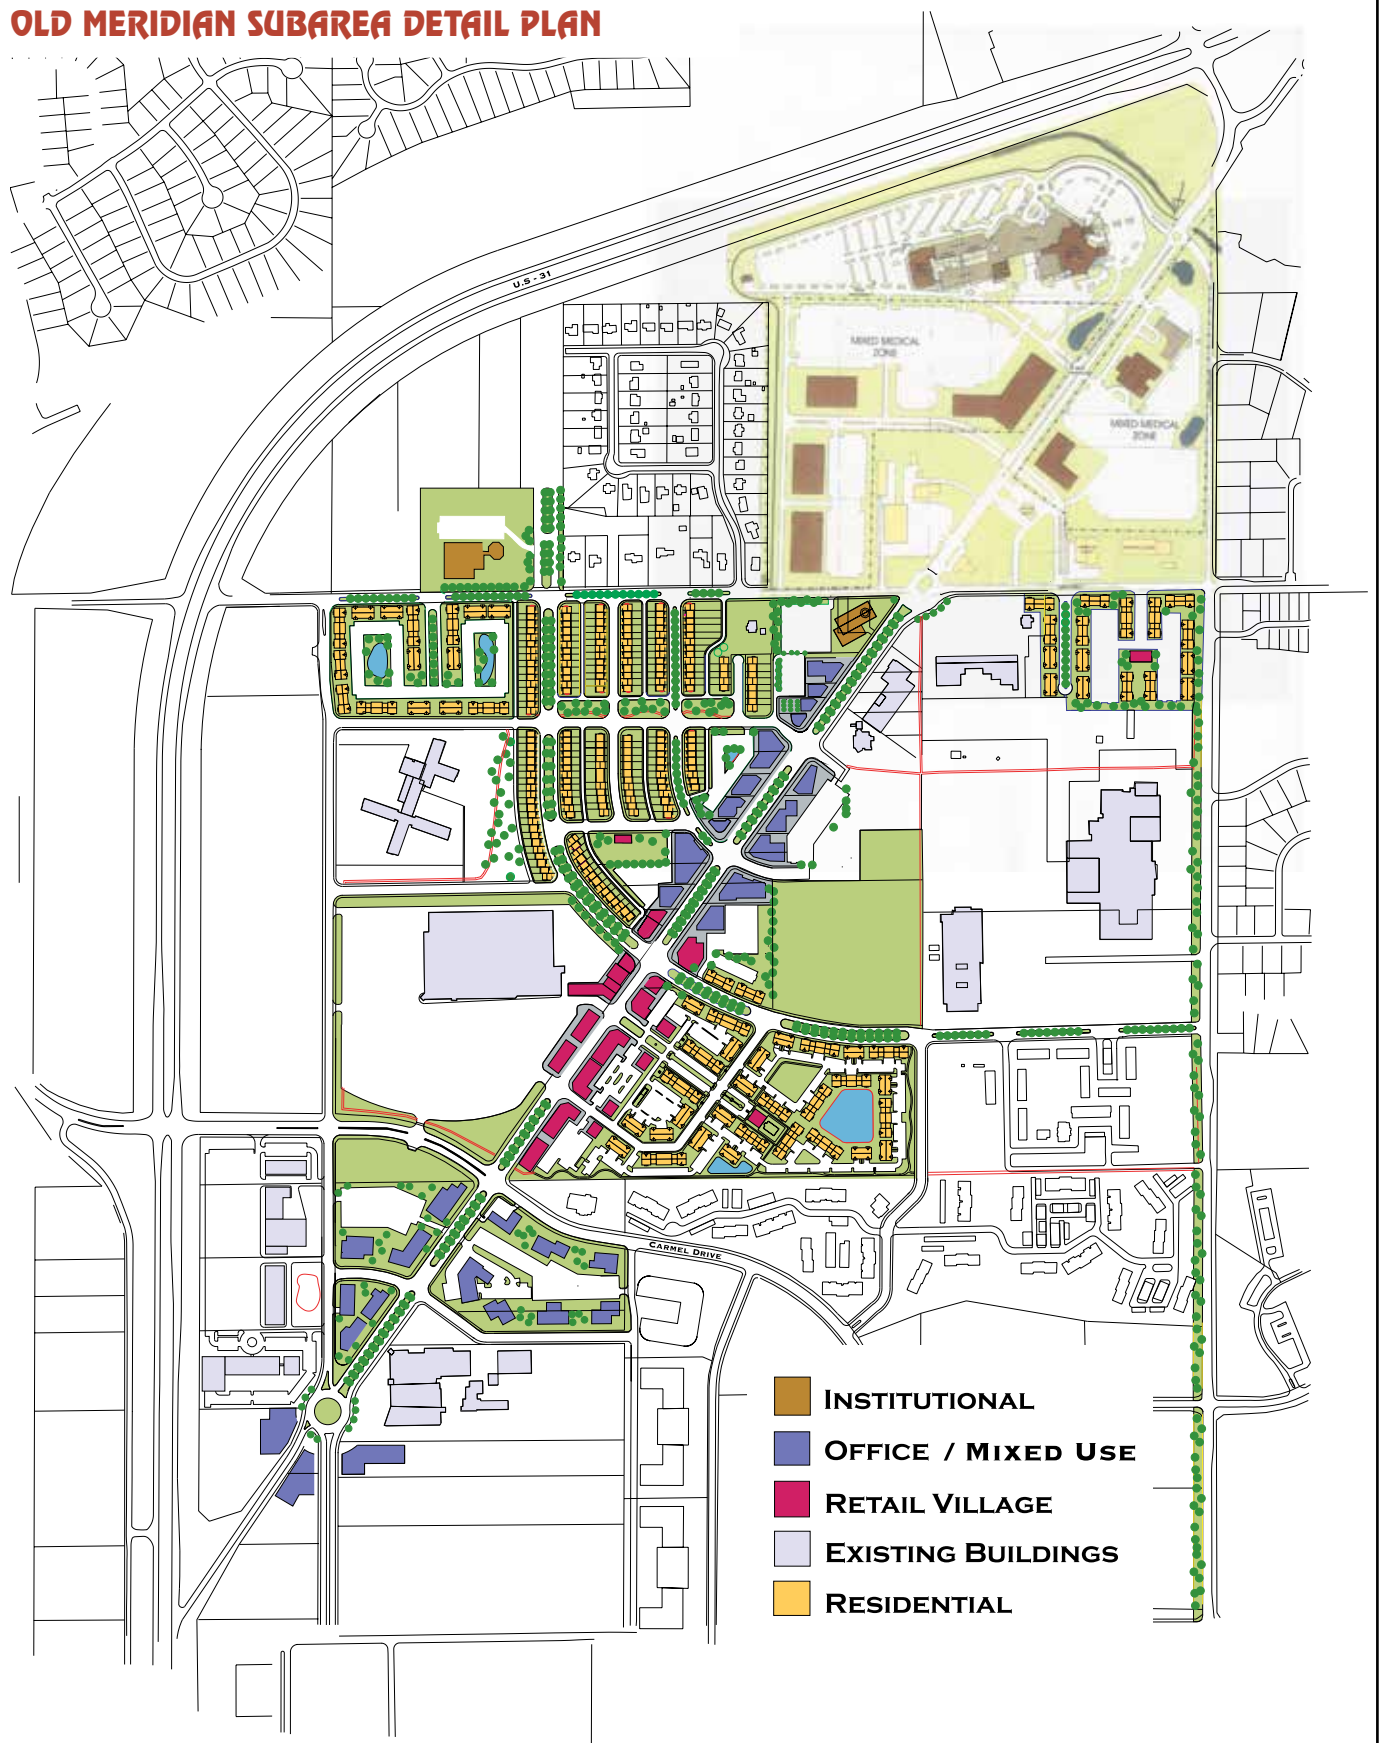 OLD MERIDIAN SUBAREA DETAIL PLAN
U.S - 31
MIXED MEDICAL
ZONE
MIXED MEDICAL
ZONE
CARMEL DRIVE
INSTITUTIONAL
OFFICE / MIXED USE
RETAIL VILLAGE
EXISTING BUILDINGS
RESIDENTIAL